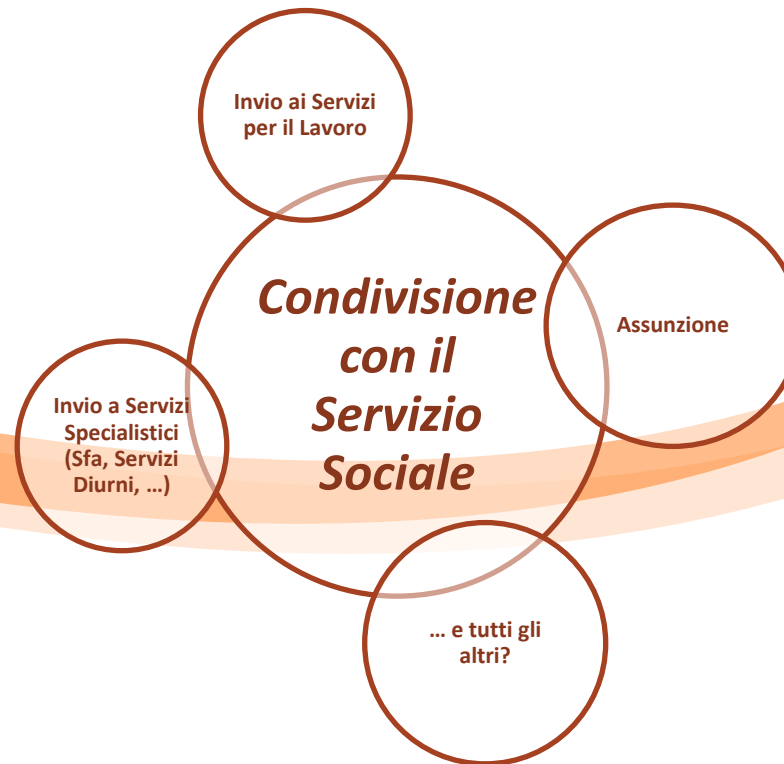 Invio ai Servizi
per il Lavoro
Condivisione
con il
Servizio
Sociale
Assunzione
Invio a Servizi
Specialistici
(Sfa, Servizi
Diurni, …)
… e tutti gli
altri?